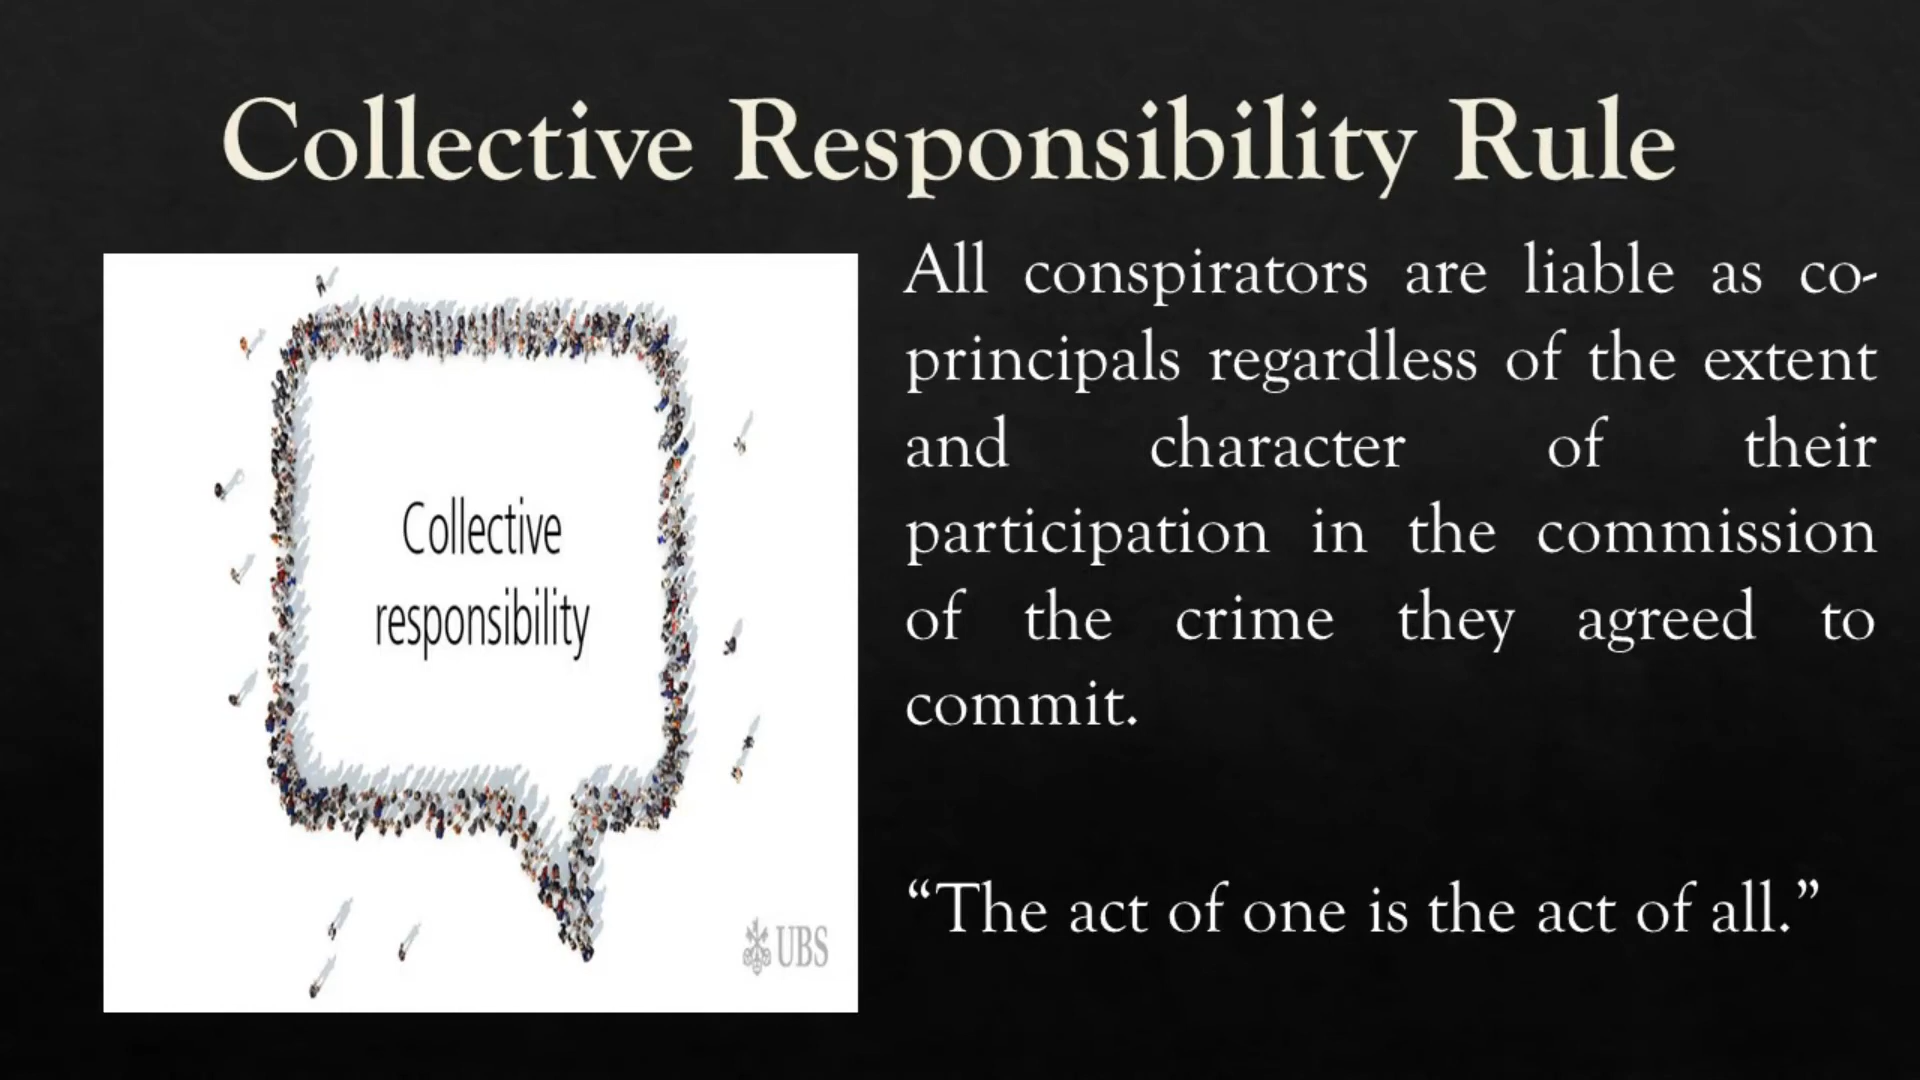 Collective Responsibility Rule
Collective
responsibility
UBS
All conspirators are liable as co-
principals regardless of the extent
and character of their
participation in the commission
of the crime they agreed to
commit.
“The act of one is the act of all.”